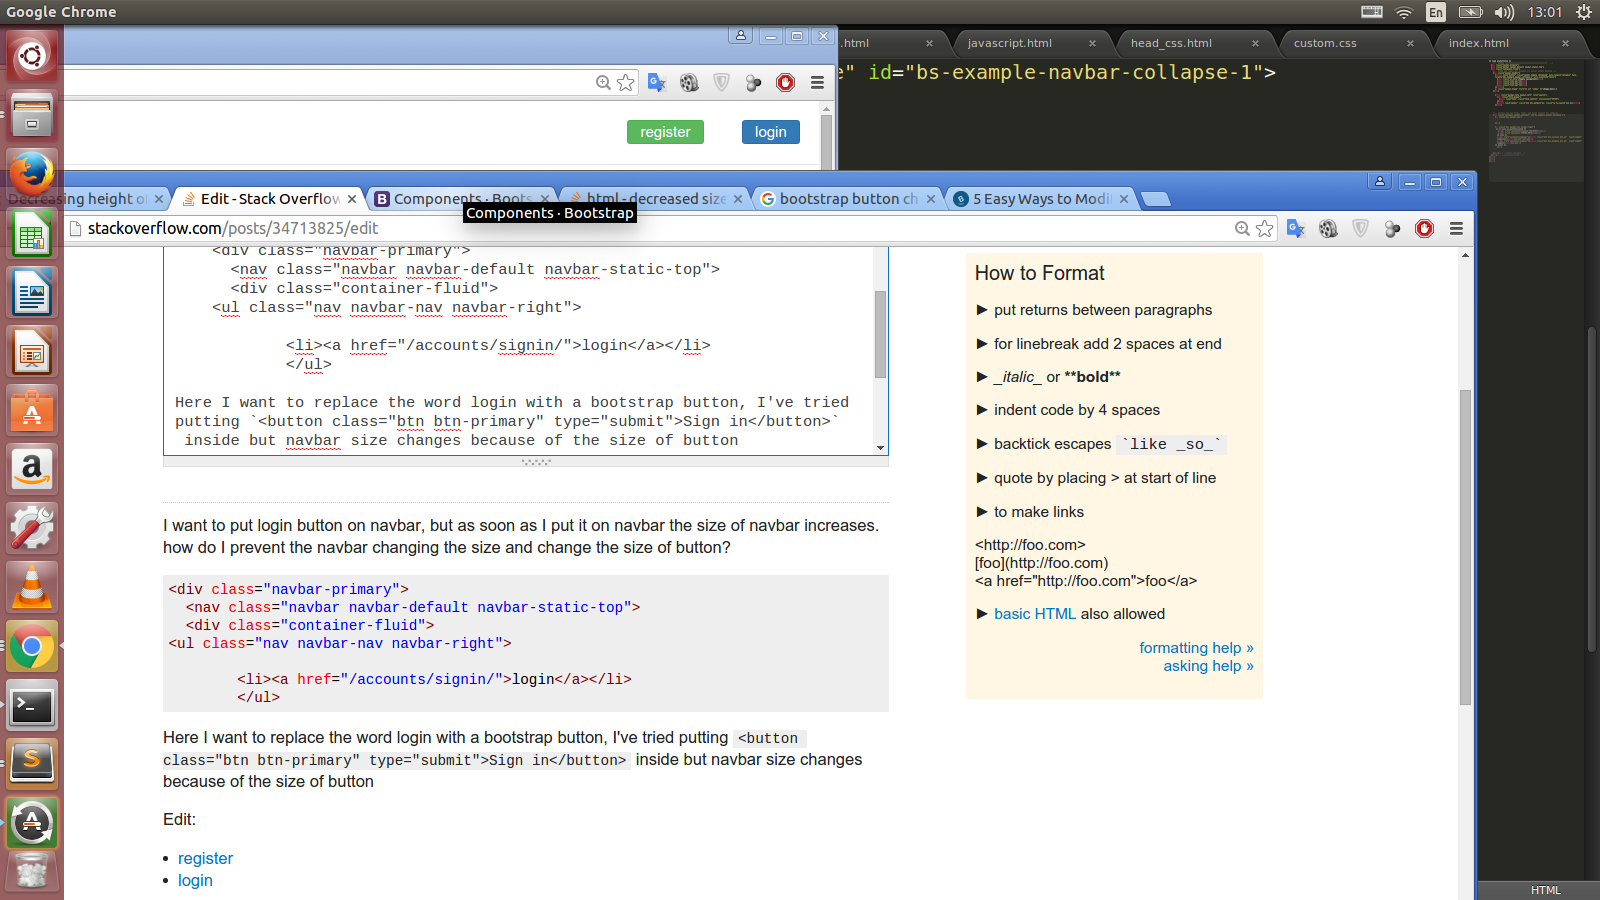 Google Chrome
En
13:01
.html
javascript.html
head_css.html
custom.css
index.html
" id="bs-example-navbar-collapse-1">
register
login
Decreasing height o
Edit - Stack Overflow
Components · Boots
html - decreased size
bootstrap button ch
5 Easy Ways to Modi
Components · Bootstrap
stackoverflow.com/posts/34713825/edit
<div class="navbar-primary">
<nav class="navbar navbar-default navbar-static-top">
<div class="container-fluid">
<ul class="nav navbar-nav navbar-right">
<li><a href="/accounts/signin/">login</a></li>
</ul>
Here I want to replace the word login with a bootstrap button, I've tried
putting `<button class="btn btn-primary" type="submit">Sign in</button>`
inside but navbar size changes because of the size of button
I want to put login button on navbar, but as soon as I put it on navbar the size of navbar increases.
how do I prevent the navbar changing the size and change the size of button?
<div class="navbar-primary">
<nav class="navbar navbar-default navbar-static-top">
<div class="container-fluid">
<ul class="nav navbar-nav navbar-right">
<li><a href="/accounts/signin/">login</a></li>
</ul>
Here I want to replace the word login with a bootstrap button, I've tried putting <button
class="btn btn-primary" type="submit">Sign in</button> inside but navbar size changes
because of the size of button
Edit:
• register
• login
How to Format
► put returns between paragraphs
► for linebreak add 2 spaces at end
► _italic_ or **bold**
► indent code by 4 spaces
► backtick escapes `like _so_`
► quote by placing > at start of line
► to make links
<http://foo.com>
[foo](http://foo.com)
<a href="http://foo.com">foo</a>
► basic HTML also allowed
formatting help »
asking help »
HTML